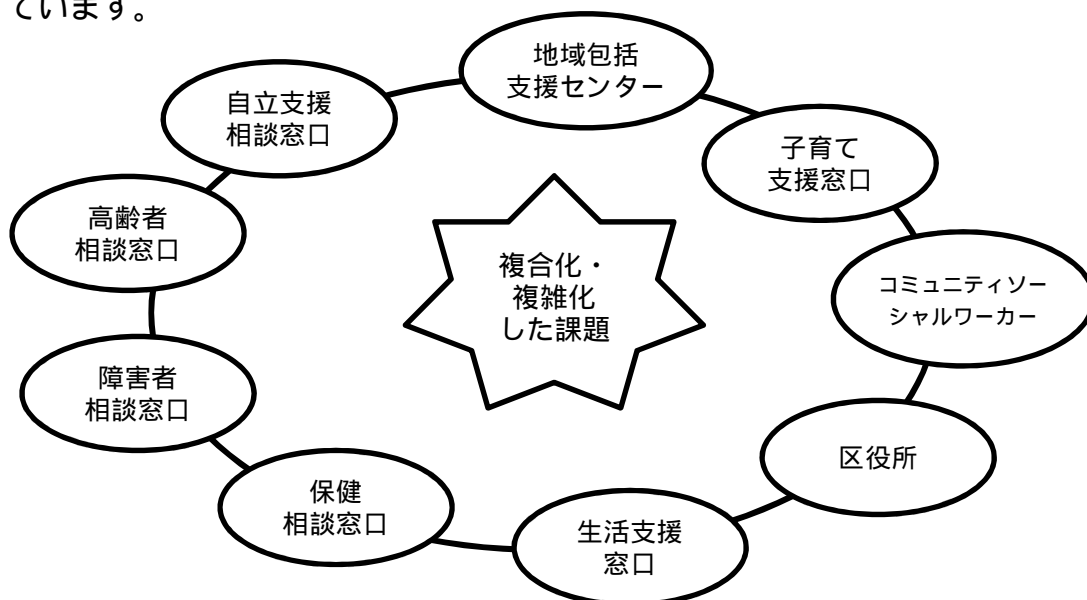 ています。
地域包括
支援センター
自立支援
相談窓口
子育て
支援窓口
高齢者
相談窓口
複合化・
複雑化
した課題
コミュニティソー
シャルワーカー
障害者
相談窓口
区役所
保健
相談窓口
生活支援
窓口